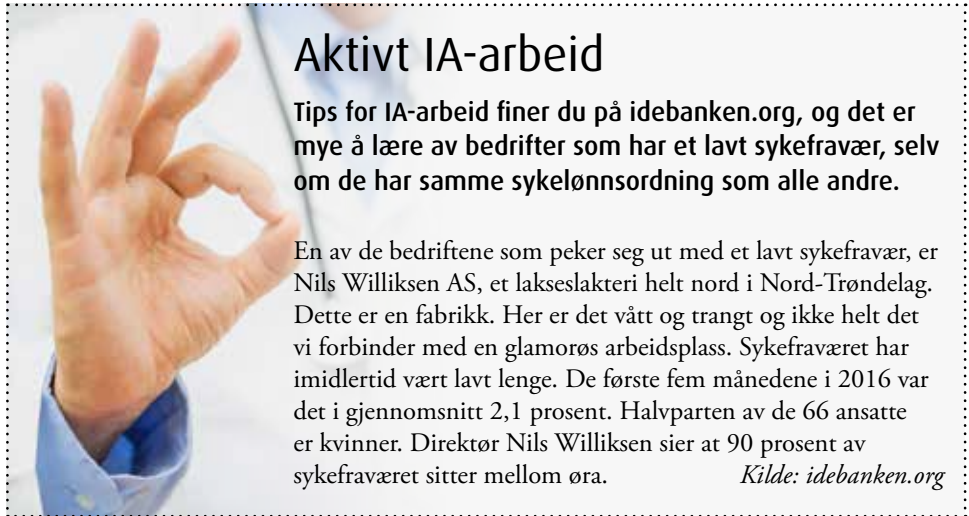 Aktivt IA-arbeid
Tips for IA-arbeid finer du på idebanken.org, og det er
mye å lære av bedrifter som har et lavt sykefravær, selv
om de har samme sykelønnsordning som alle andre.
En av de bedriftene som peker seg ut med et lavt sykefravær, er
Nils Williksen AS, et lakseslakteri helt nord i Nord-Trøndelag.
Dette er en fabrikk. Her er det vått og trangt og ikke helt det
vi forbinder med en glamorøs arbeidsplass. Sykefraværet har
imidlertid vært lavt lenge. De første fem månedene i 2016 var
det i gjennomsnitt 2,1 prosent. Halvparten av de 66 ansatte
er kvinner. Direktør Nils Williksen sier at 90 prosent av
sykefraværet sitter mellom øra. Kilde: idebanken.org